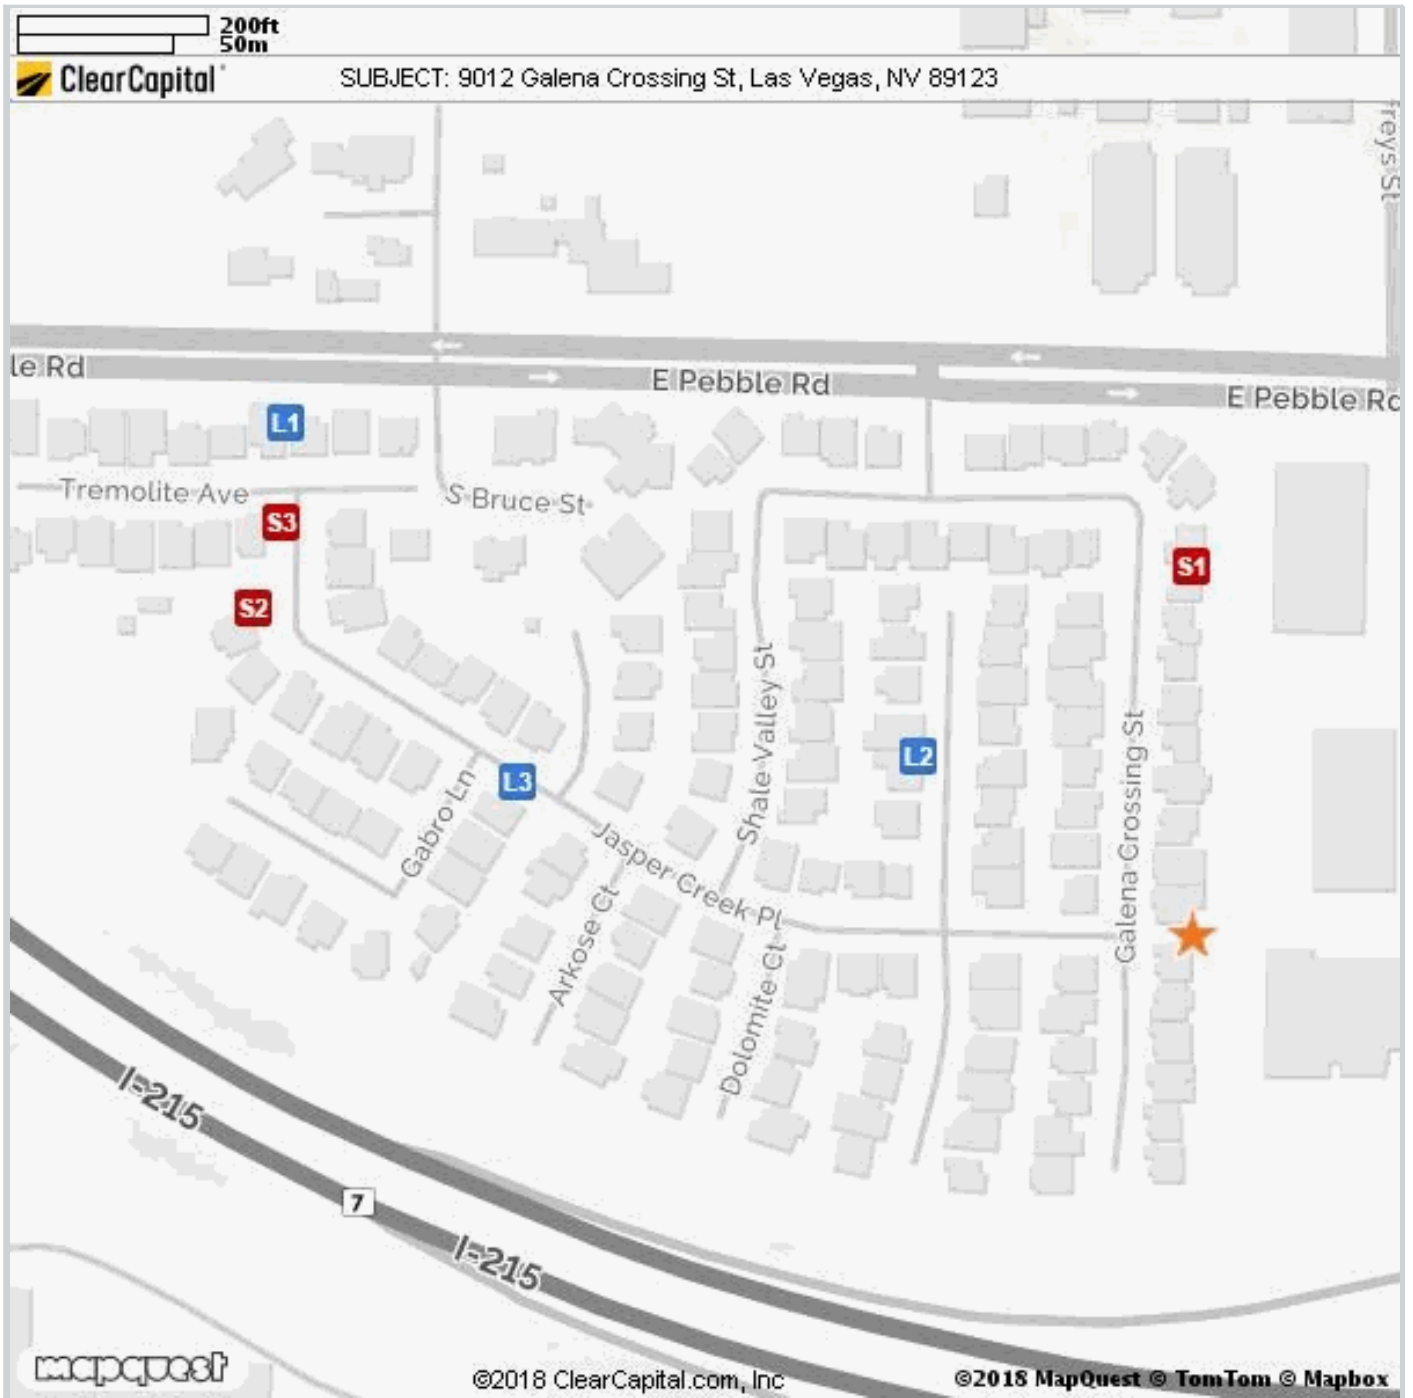 200ft
50m
ClearCapital
SUBJECT: 9012 Galena Crossing St, Las Vegas, NV 89123
reys St
le Rd
E Pebble Rd
E Pebble Rd
L1
Tremolite Ave
S Bruce St
S3
S1
S2
Shale Valley St
L2
L3
Gabro Ln
Galena Crossing St
Jasper Creek Pl
Arkose Ct
Dolomite Ct
I-215
7
I-215
mapquest
©2018 ClearCapital.com, Inc
©2018 MapQuest © TomTom © Mapbox